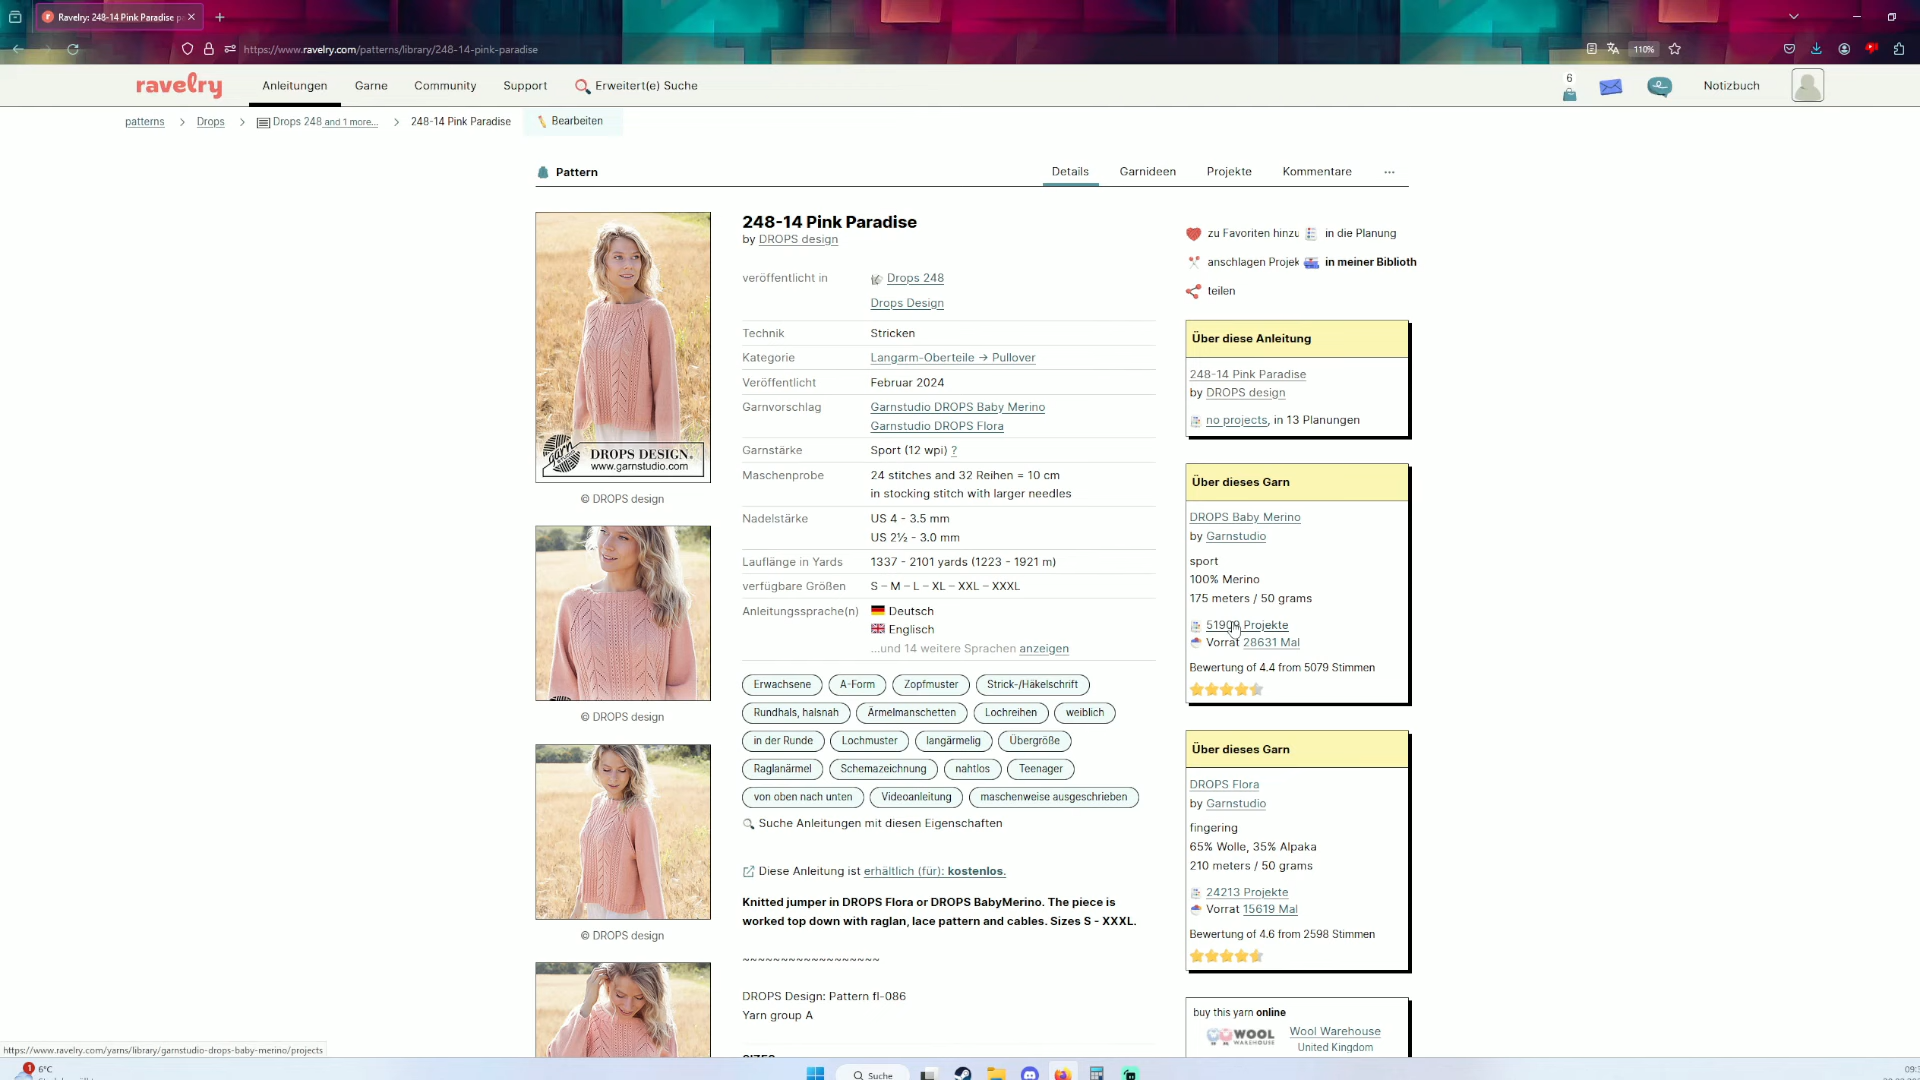 Ravelry: 248-14 Pink Paradise
https://www.ravelry.com/patterns/library/248-14-pink-paradise
110%
ravelry
Anleitungen
Garne
Community
Support
Erweitert(e) Suche
6
Notizbuch
patterns
Drops
Drops 248 and 1 more...
248-14 Pink Paradise
Bearbeiten
Pattern
Details
Garnideen
Projekte
Kommentare
...
DROPS DESIGN.
www.garnstudio.com
© DROPS design
© DROPS design
© DROPS design
248-14 Pink Paradise
by DROPS design
veröffentlicht in
Drops 248
Drops Design
Technik
Stricken
Kategorie
Langarm-Oberteile → Pullover
Veröffentlicht
Februar 2024
Garnvorschlag
Garnstudio DROPS Baby Merino
Garnstudio DROPS Flora
Garnstärke
Sport (12 wpi) ?
Maschenprobe
24 stitches and 32 Reihen = 10 cm
in stocking stitch with larger needles
Nadelstärke
US 4 - 3.5 mm
US 2½ - 3.0 mm
Lauflänge in Yards
1337 - 2101 yards (1223 - 1921 m)
verfügbare Größen
S – M – L – XL – XXL – XXXL
Anleitungssprache(n)
Deutsch
Englisch
...und 14 weitere Sprachen anzeigen
Erwachsene
A-Form
Zopfmuster
Strick-/Häkelschrift
Rundhals, halsnah
Ärmelmanschetten
Lochreihen
weiblich
in der Runde
Lochmuster
langärmelig
Übergröße
Raglanärmel
Schemazeichnung
nahtlos
Teenager
von oben nach unten
Videoanleitung
maschenweise ausgeschrieben
Suche Anleitungen mit diesen Eigenschaften
Diese Anleitung ist erhältlich (für): kostenlos.
Knitted jumper in DROPS Flora or DROPS BabyMerino. The piece is
worked top down with raglan, lace pattern and cables. Sizes S - XXXL.
~~~~~~~~~~~~~~~~~~
DROPS Design: Pattern fl-086
Yarn group A
zu Favoriten hinzu
in die Planung
anschlagen Projek
in meiner Biblioth
teilen
Über diese Anleitung
248-14 Pink Paradise
by DROPS design
no projects, in 13 Planungen
Über dieses Garn
DROPS Baby Merino
by Garnstudio
sport
100% Merino
175 meters / 50 grams
Projekte
Vorrat 28631 Mal
Bewertung of 4.4 from 5079 Stimmen
Über dieses Garn
DROPS Flora
by Garnstudio
fingering
65% Wolle, 35% Alpaka
210 meters / 50 grams
24213 Projekte
Vorrat 15619 Mal
Bewertung of 4.6 from 2598 Stimmen
buy this yarn online
WOOL
WAREHOUSE
Wool Warehouse
United Kingdom
https://www.ravelry.com/yarns/library/garnstudio-drops-baby-merino/projects
1
6°C
Suche